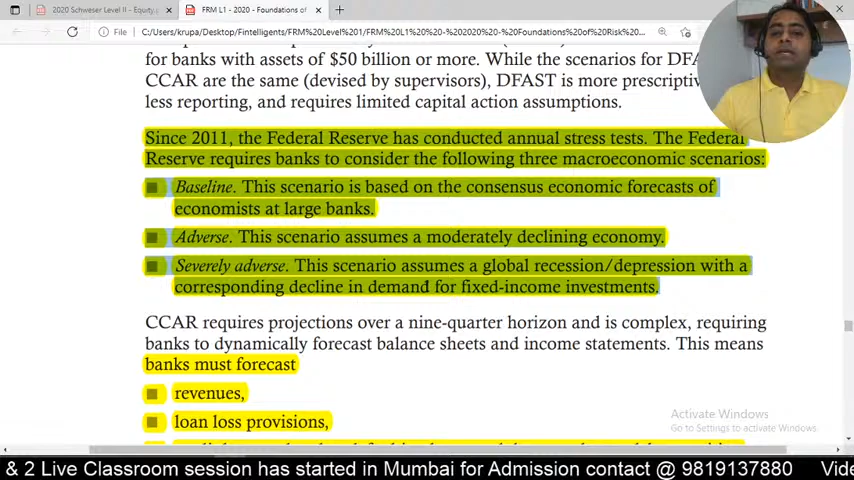 2020 Schweser Level II - Equity.p
FRM L1 - 2020 - Foundations of
File
C:/Users/krupa/Desktop/Fintelligents/FRM%20Level%201/FRM%20L1%20%20-%202020%20-%20Foundations%20of%20Risk%20M...
for banks with assets of $50 billion or more. While the scenarios for DFA
CCAR are the same (devised by supervisors), DFAST is more prescriptiv
less reporting, and requires limited capital action assumptions.
Since 2011, the Federal Reserve has conducted annual stress tests. The Federal
Reserve requires banks to consider the following three macroeconomic scenarios:
Baseline. This scenario is based on the consensus economic forecasts of
economists at large banks.
Adverse. This scenario assumes a moderately declining economy.
Severely adverse. This scenario assumes a global recession/depression with a
corresponding decline in demand for fixed-income investments.
CCAR requires projections over a nine-quarter horizon and is complex, requiring
banks to dynamically forecast balance sheets and income statements. This means
banks must forecast
revenues,
loan loss provisions,
Activate Windows
Go to Settings to activate Windows.
& 2 Live Classroom session has started in Mumbai for Admission contact @ 9819137880 Vide